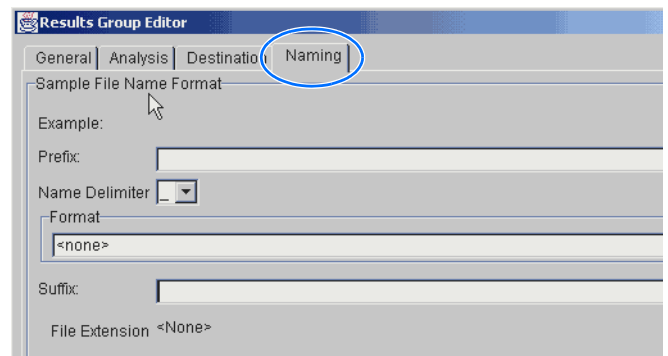 Results Group Editor
General Analysis Destination Naming
Sample File Name Format
Example:
Prefix:
Name Delimiter _
Format
<none>
Suffix:
File Extension <None>